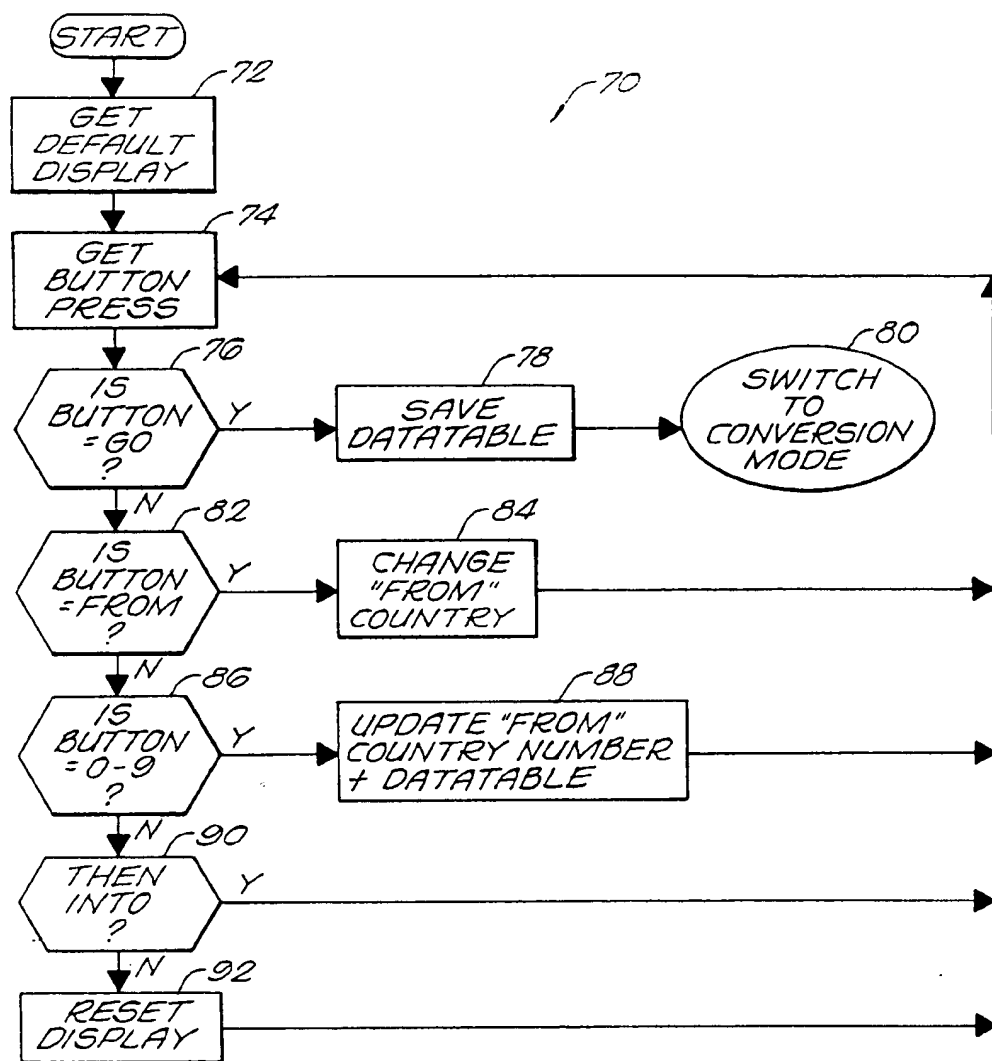 START
72
70
GET
DEFAULT
DISPLAY
74
GET
BUTTON
PRESS
76
IS
BUTTON
=GO
?
Y
78
SAVE
DATATABLE
80
SWITCH
TO
CONVERSION
MODE
N
82
IS
BUTTON
=FROM
?
Y
84
CHANGE
"FROM"
COUNTRY
N
86
IS
BUTTON
=0-9
?
Y
88
UPDATE "FROM"
COUNTRY NUMBER
+ DATATABLE
N
90
THEN
INTO
?
Y
N
92
RESET
DISPLAY